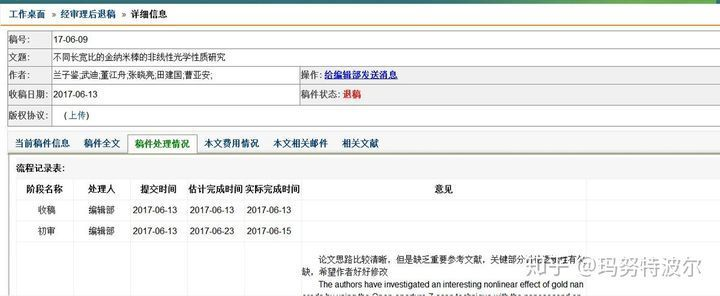 工作桌面 » 经审理后退稿 » 详细信息
稿号： 17-06-09
文题： 不同长宽比的金纳米棒的非线性光学性质研究
作者： 兰子鉴;武迪;董江舟;张晓亮;田建国;曹亚安; 操作：给编辑部发送消息
收稿日期： 2017-06-13 稿件状态：退稿
版权协议： (上传)
当前稿件信息 稿件全文 稿件处理情况 本文费用情况 本文相关邮件 相关文献
流程记录表：
阶段名称 处理人 提交时间 估计完成时间 实际完成时间 意见
收稿 编辑部 2017-06-13 2017-06-13 2017-06-13
初审 编辑部 2017-06-13 2017-06-23 2017-06-15
论文思路比较清晰，但是缺乏重要参考文献，关键部分
缺，希望作者好好修改
The authors have investigated an interesting nonlinear effect of gold nan
知乎 @玛努特波尔